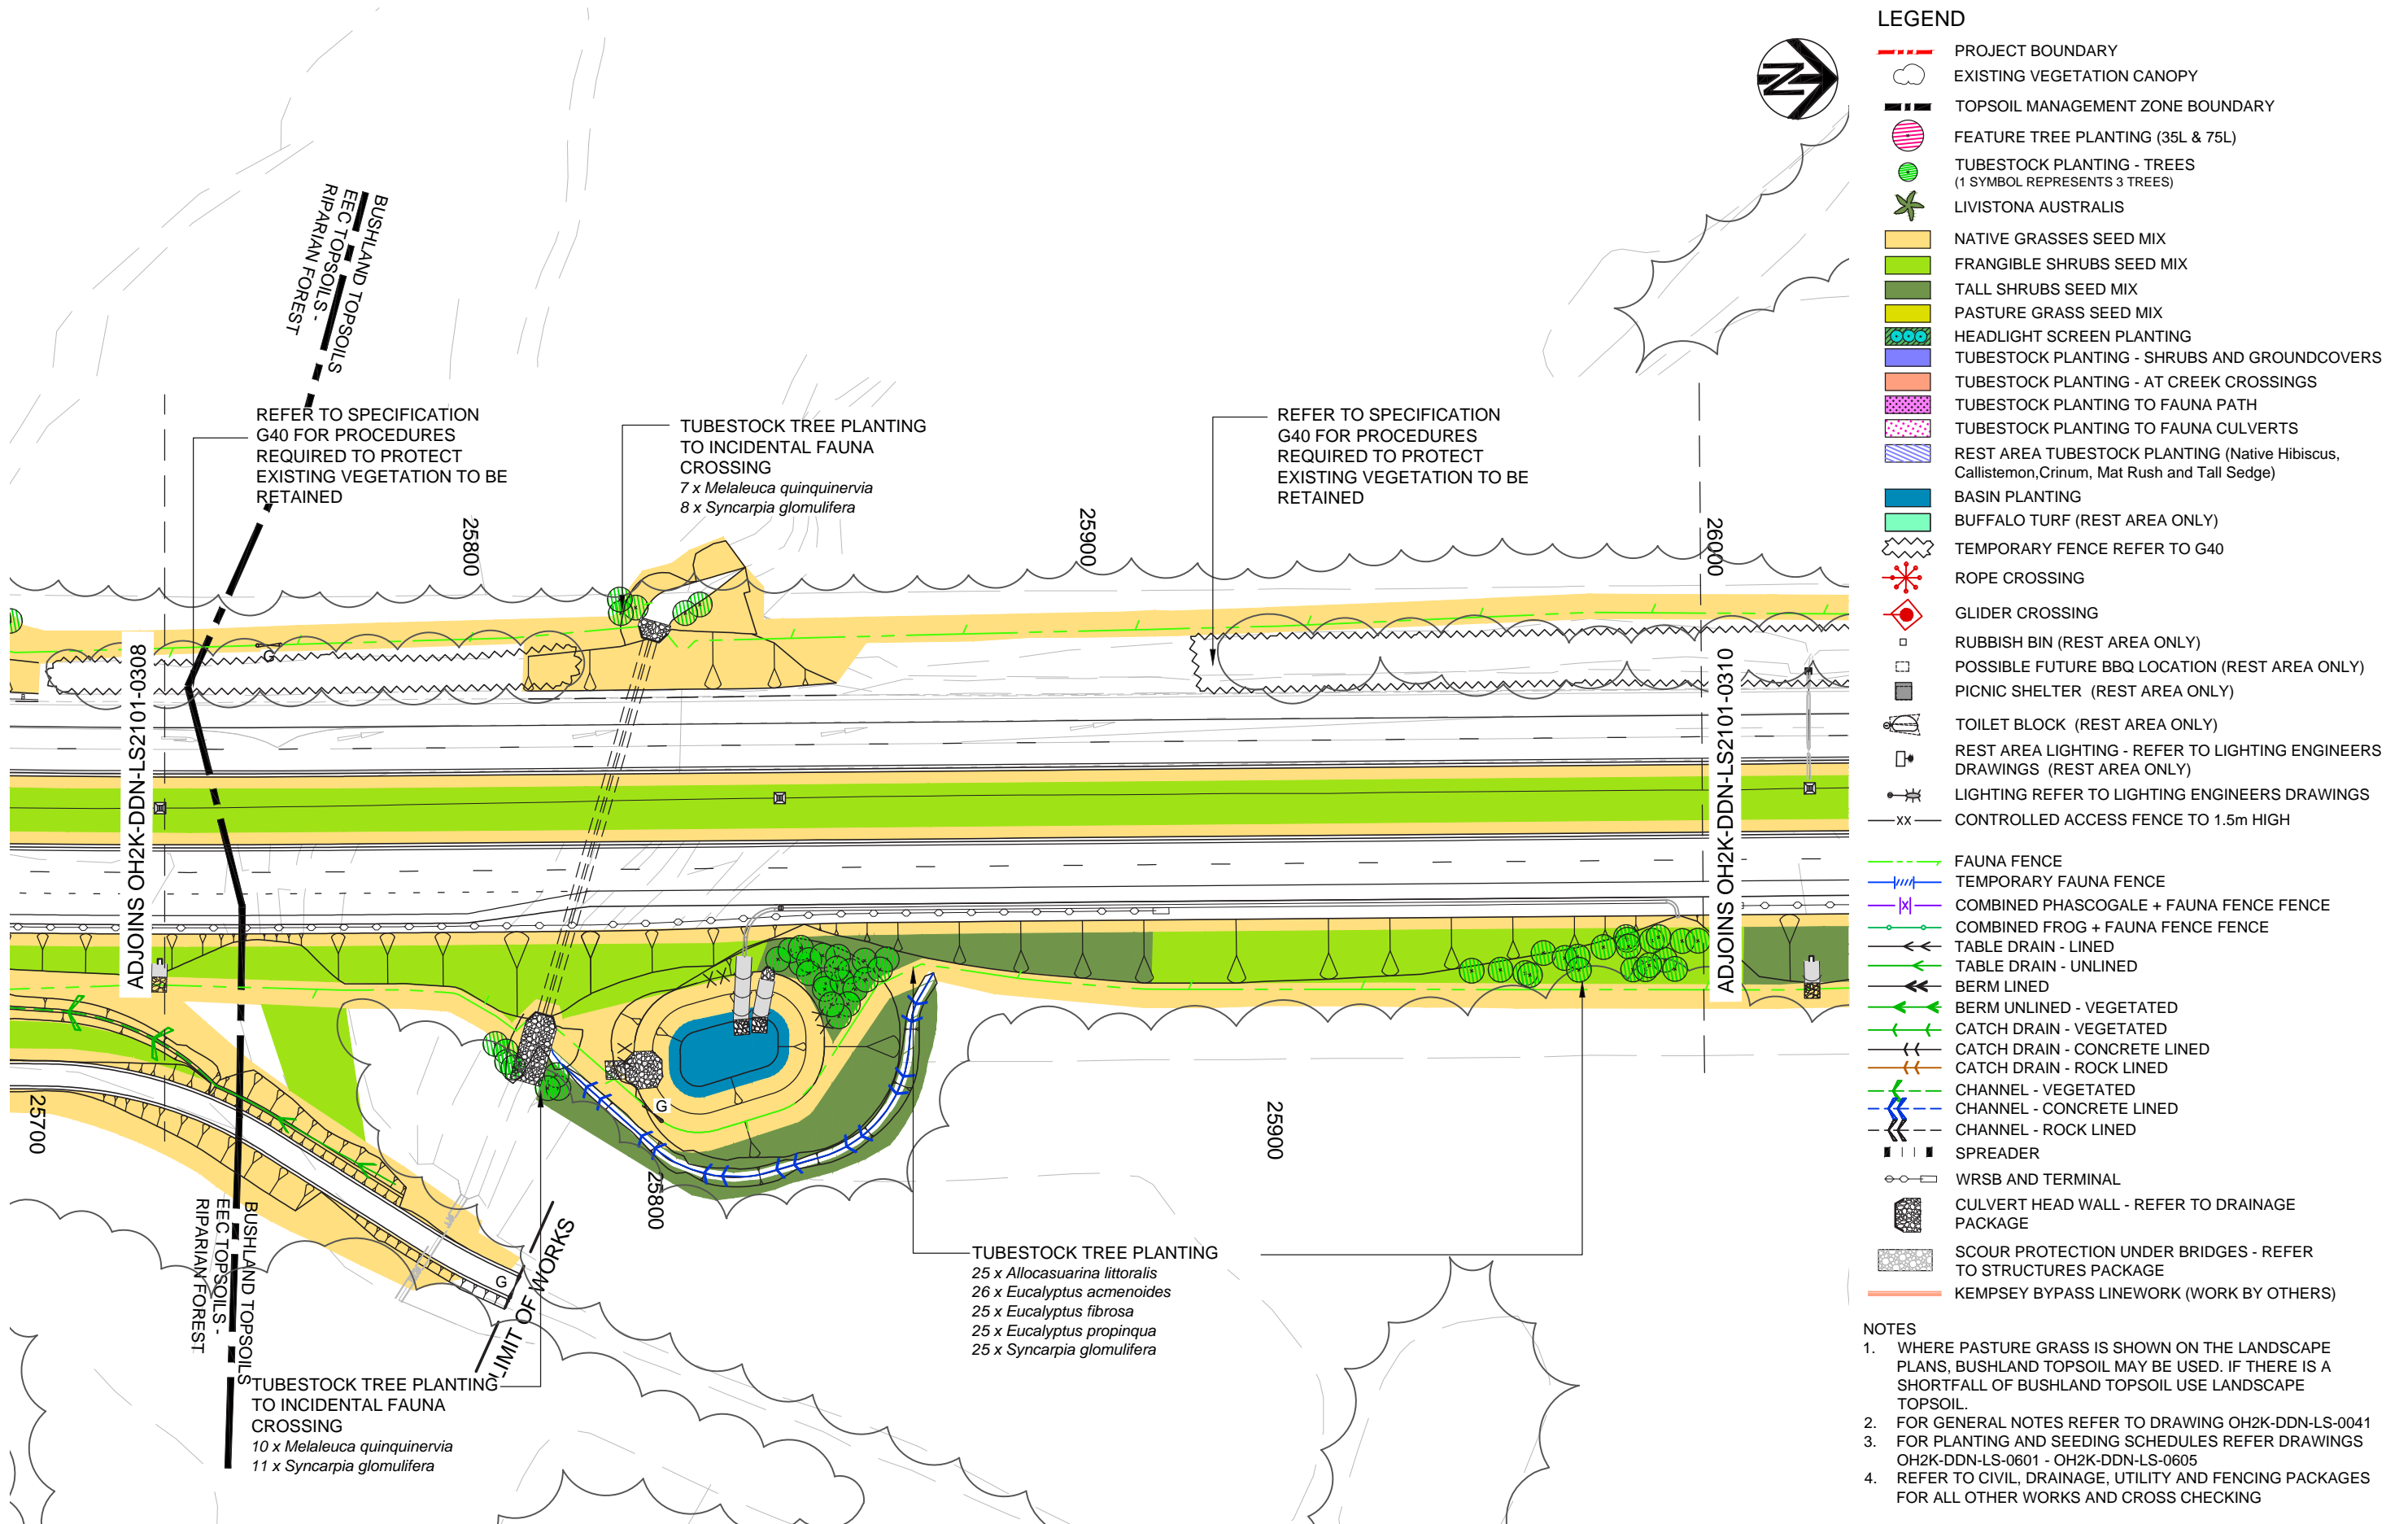 BUSHLAND TOPSOILS
EEC TOPSOILS -
RIPARIAN FOREST
REFER TO SPECIFICATION
G40 FOR PROCEDURES
REQUIRED TO PROTECT
EXISTING VEGETATION TO BE
RETAINED
TUBESTOCK TREE PLANTING
TO INCIDENTAL FAUNA
CROSSING
7 x Melaleuca quinquinervia
8 x Syncarpia glomulifera
REFER TO SPECIFICATION
G40 FOR PROCEDURES
REQUIRED TO PROTECT
EXISTING VEGETATION TO BE
RETAINED
N
25800
25900
26000
G
ADJOINS OH2K-DDN-LS2101-0308
ADJOINS OH2K-DDN-LS2101-0310
XX
X
G
25700
25800
25900
G
LIMIT OF WORKS
BUSHLAND TOPSOILS
EEC TOPSOILS -
RIPARIAN FOREST
TUBESTOCK TREE PLANTING
25 x Allocasuarina littoralis
26 x Eucalyptus acmenoides
25 x Eucalyptus fibrosa
25 x Eucalyptus propinqua
25 x Syncarpia glomulifera
TUBESTOCK TREE PLANTING
TO INCIDENTAL FAUNA
CROSSING
10 x Melaleuca quinquinervia
11 x Syncarpia glomulifera
LEGEND
PROJECT BOUNDARY
EXISTING VEGETATION CANOPY
TOPSOIL MANAGEMENT ZONE BOUNDARY
FEATURE TREE PLANTING (35L & 75L)
TUBESTOCK PLANTING - TREES
(1 SYMBOL REPRESENTS 3 TREES)
LIVISTONA AUSTRALIS
NATIVE GRASSES SEED MIX
FRANGIBLE SHRUBS SEED MIX
TALL SHRUBS SEED MIX
PASTURE GRASS SEED MIX
HEADLIGHT SCREEN PLANTING
TUBESTOCK PLANTING - SHRUBS AND GROUNDCOVERS
TUBESTOCK PLANTING - AT CREEK CROSSINGS
TUBESTOCK PLANTING TO FAUNA PATH
TUBESTOCK PLANTING TO FAUNA CULVERTS
REST AREA TUBESTOCK PLANTING (Native Hibiscus,
Callistemon,Crinum, Mat Rush and Tall Sedge)
BASIN PLANTING
BUFFALO TURF (REST AREA ONLY)
TEMPORARY FENCE REFER TO G40
ROPE CROSSING
GLIDER CROSSING
RUBBISH BIN (REST AREA ONLY)
POSSIBLE FUTURE BBQ LOCATION (REST AREA ONLY)
PICNIC SHELTER (REST AREA ONLY)
TOILET BLOCK (REST AREA ONLY)
REST AREA LIGHTING - REFER TO LIGHTING ENGINEERS
DRAWINGS (REST AREA ONLY)
LIGHTING REFER TO LIGHTING ENGINEERS DRAWINGS
XX CONTROLLED ACCESS FENCE TO 1.5m HIGH
FAUNA FENCE
TEMPORARY FAUNA FENCE
COMBINED PHASCOGALE + FAUNA FENCE FENCE
COMBINED FROG + FAUNA FENCE FENCE
TABLE DRAIN - LINED
TABLE DRAIN - UNLINED
BERM LINED
BERM UNLINED - VEGETATED
CATCH DRAIN - VEGETATED
CATCH DRAIN - CONCRETE LINED
CATCH DRAIN - ROCK LINED
CHANNEL - VEGETATED
CHANNEL - CONCRETE LINED
CHANNEL - ROCK LINED
SPREADER
WRSB AND TERMINAL
CULVERT HEAD WALL - REFER TO DRAINAGE
PACKAGE
SCOUR PROTECTION UNDER BRIDGES - REFER
TO STRUCTURES PACKAGE
KEMPSEY BYPASS LINEWORK (WORK BY OTHERS)
NOTES
1. WHERE PASTURE GRASS IS SHOWN ON THE LANDSCAPE
PLANS, BUSHLAND TOPSOIL MAY BE USED. IF THERE IS A
SHORTFALL OF BUSHLAND TOPSOIL USE LANDSCAPE
TOPSOIL.
2. FOR GENERAL NOTES REFER TO DRAWING OH2K-DDN-LS-0041
3. FOR PLANTING AND SEEDING SCHEDULES REFER DRAWINGS
OH2K-DDN-LS-0601 - OH2K-DDN-LS-0605
4. REFER TO CIVIL, DRAINAGE, UTILITY AND FENCING PACKAGES
FOR ALL OTHER WORKS AND CROSS CHECKING